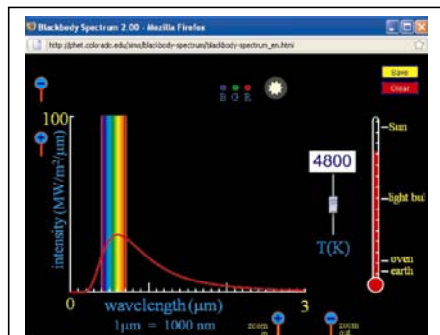 Blackbody Spectrum 2.00 - Mozilla Firefox
http://phet.colorado.edu/sims/blackbody-spectrum/blackbody-spectrum_en.html
Save
Clear
B G R
100
Sun
4800
intensity (MW/m²/µm)
light bul
T(K)
oven
earth
0
3
wavelength (µm)
1µm = 1000 nm
zoom in
zoom out